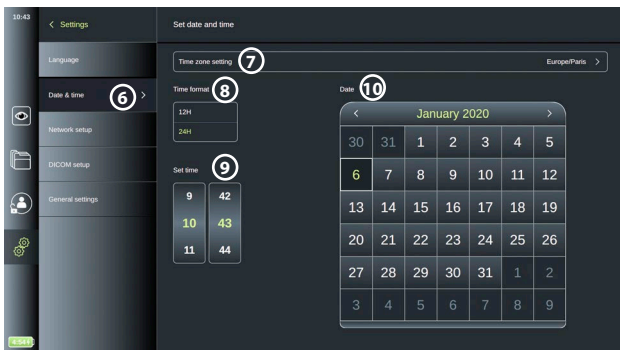 10:43
Settings
Set date and time
Language
Date & time 6
Network setup
DICOM setup
General settings
4:54
Time zone setting 7 Europe/Paris
Time format 8
12H
24H
Set time 9
9 42
10 43
11 44
Date 10
January 2020
30 31 1 2 3 4 5
6 7 8 9 10 11 12
13 14 15 16 17 18 19
20 21 22 23 24 25 26
27 28 29 30 31 1 2
3 4 5 6 7 8 9